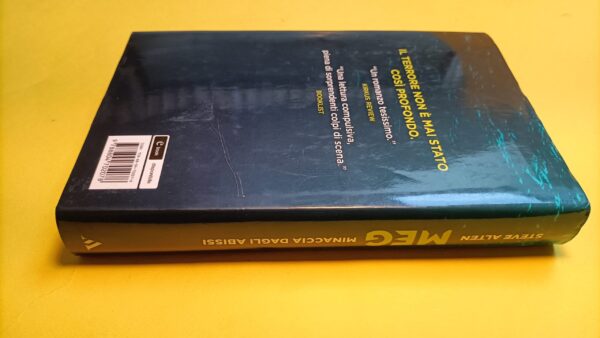 IL TERRORE NON È MAI STATO
COSÌ PROFONDO.
"Un romanzo tesissimo."
KIRKUS REVIEW
"Una lettura compulsiva,
piena di sorprendenti colpi di scena."
BOOKLIST
STEVE ALTEN MEG MINACCIA DAGLI ABISSI